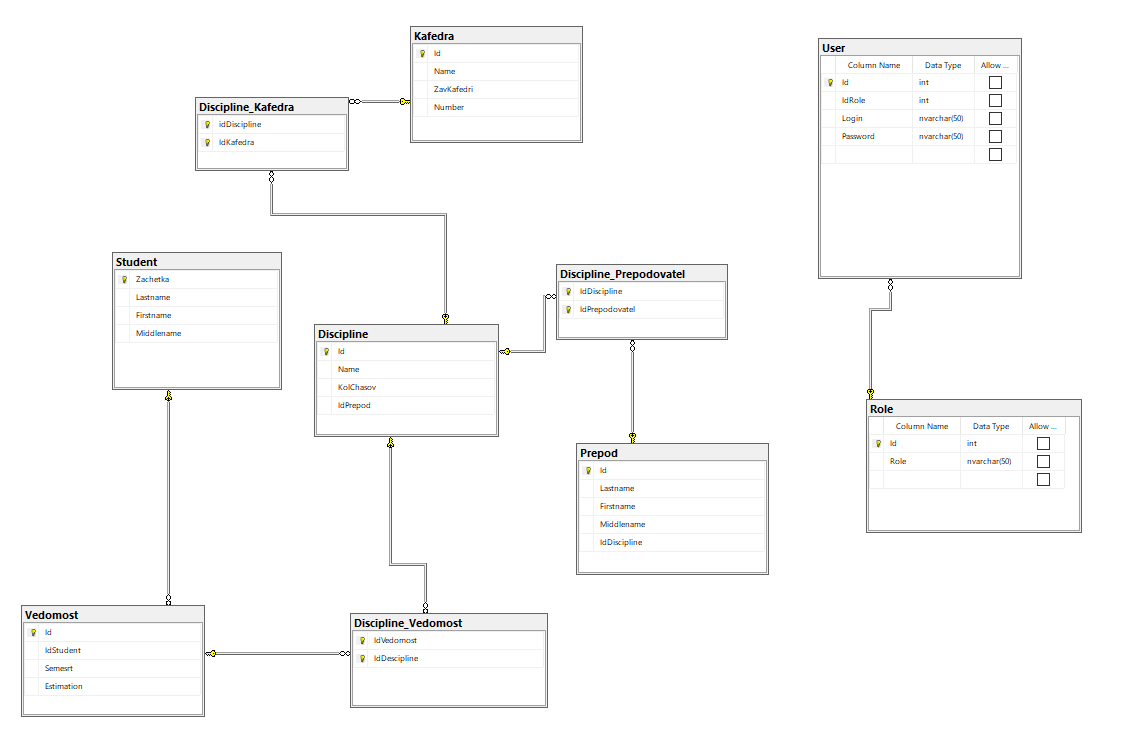 Kafedra
Id
Name
ZavKafedri
Number
User
Column Name Data Type Allow ...
Id int
IdRole int
Login nvarchar(50)
Password nvarchar(50)
Discipline_Kafedra
idDiscipline
IdKafedra
Student
Zachetka
Lastname
Firstname
Middlename
Discipline_Prepodovatel
IdDiscipline
IdPrepodovatel
Discipline
Id
Name
KolChasov
IdPrepod
Role
Column Name Data Type Allow ...
Id int
Role nvarchar(50)
Prepod
Id
Lastname
Firstname
Middlename
IdDiscipline
Vedomost
Id
IdStudent
Semesrt
Estimation
Discipline_Vedomost
IdVedomost
IdDescipline